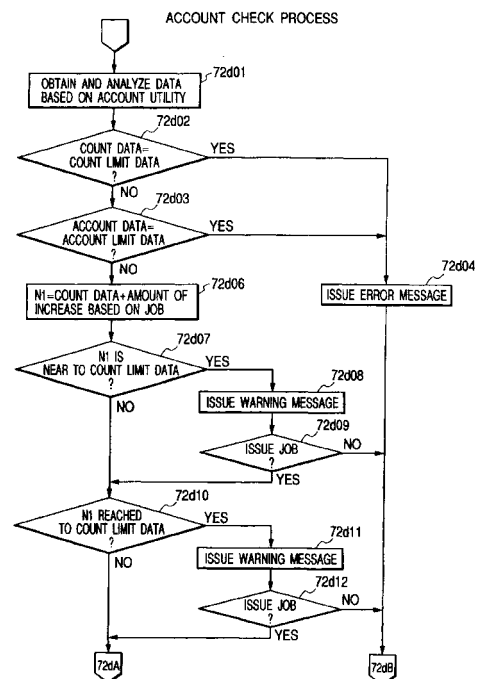 ACCOUNT CHECK PROCESS
72d01
OBTAIN AND ANALYZE DATA
BASED ON ACCOUNT UTILITY
72d02
COUNT DATA=
COUNT LIMIT DATA
?
YES
NO
72d03
ACCOUNT DATA=
ACCOUNT LIMIT DATA
?
YES
NO
72d04
ISSUE ERROR MESSAGE
72d06
N1=COUNT DATA+AMOUNT OF
INCREASE BASED ON JOB
72d07
N1 IS
NEAR TO COUNT LIMIT DATA
?
YES
NO
72d08
ISSUE WARNING MESSAGE
72d09
ISSUE JOB
?
NO
YES
72d10
N1 REACHED
TO COUNT LIMIT DATA
?
YES
NO
72d11
ISSUE WARNING MESSAGE
72d12
ISSUE JOB
?
NO
YES
72dA
72dB